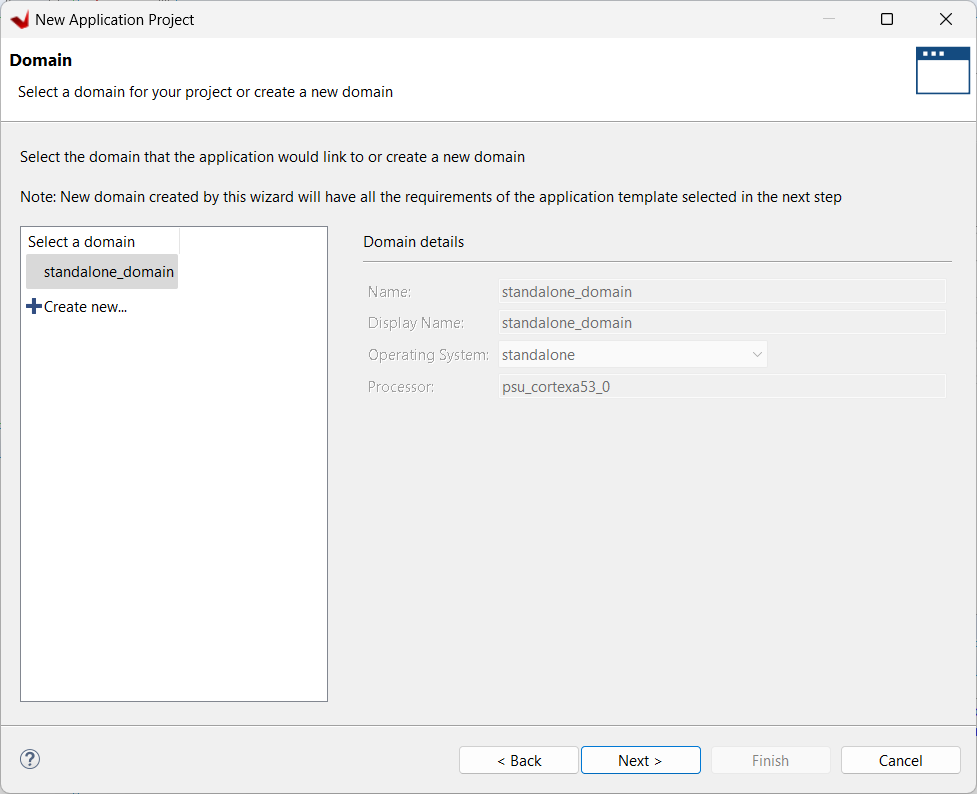 New Application Project
Domain
Select a domain for your project or create a new domain
Select the domain that the application would link to or create a new domain
Note: New domain created by this wizard will have all the requirements of the application template selected in the next step
Select a domain
standalone_domain
Create new...
Domain details
Name: standalone_domain
Display Name: standalone_domain
Operating System: standalone
Processor: psu_cortexa53_0
?
< Back
Next >
Finish
Cancel